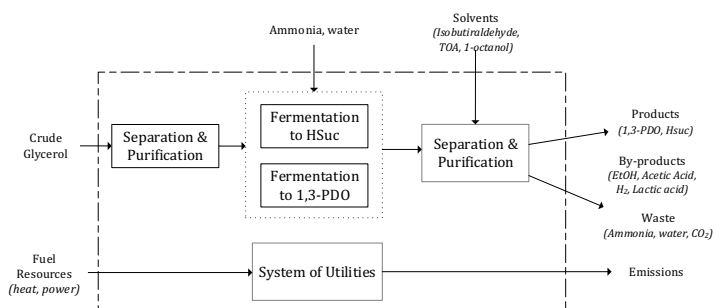 Solvents
(Isobutiraldehyde,
TOA, 1-octanol)
Ammonia, water
Crude
Glycerol
Separation &
Purification
Fermentation
to HSuc
Fermentation
to 1,3-PDO
Separation &
Purification
Products
(1,3-PDO, Hsuc)
By-products
(EtOH, Acetic Acid,
H₂, Lactic acid)
Waste
(Ammonia, water, CO₂)
Fuel
Resources
(heat, power)
System of Utilities
Emissions